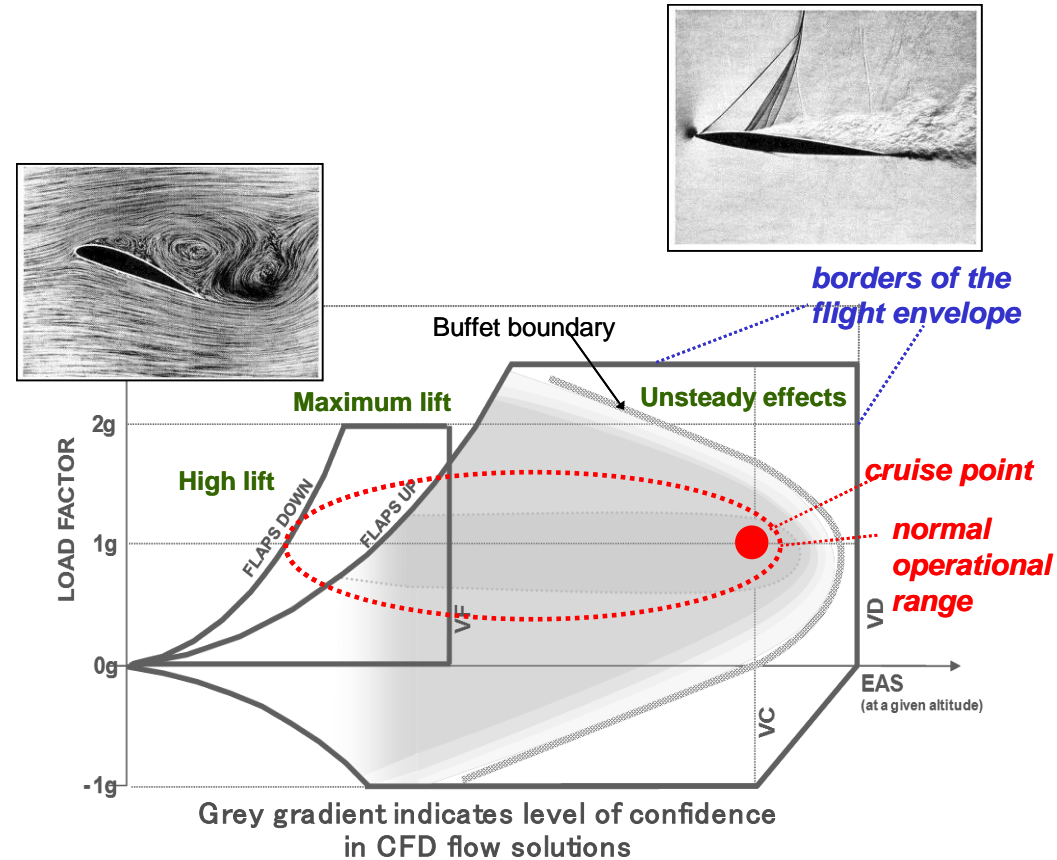 borders of the
flight envelope
Buffet boundary
Unsteady effects
Maximum lift
2g
High lift
cruise point
FLAPS DOWN
FLAPS UP
LOAD FACTOR
1g
normal
operational
range
VF
VD
0g
EAS
(at a given altitude)
VC
-1g
Grey gradient indicates level of confidence
in CFD flow solutions